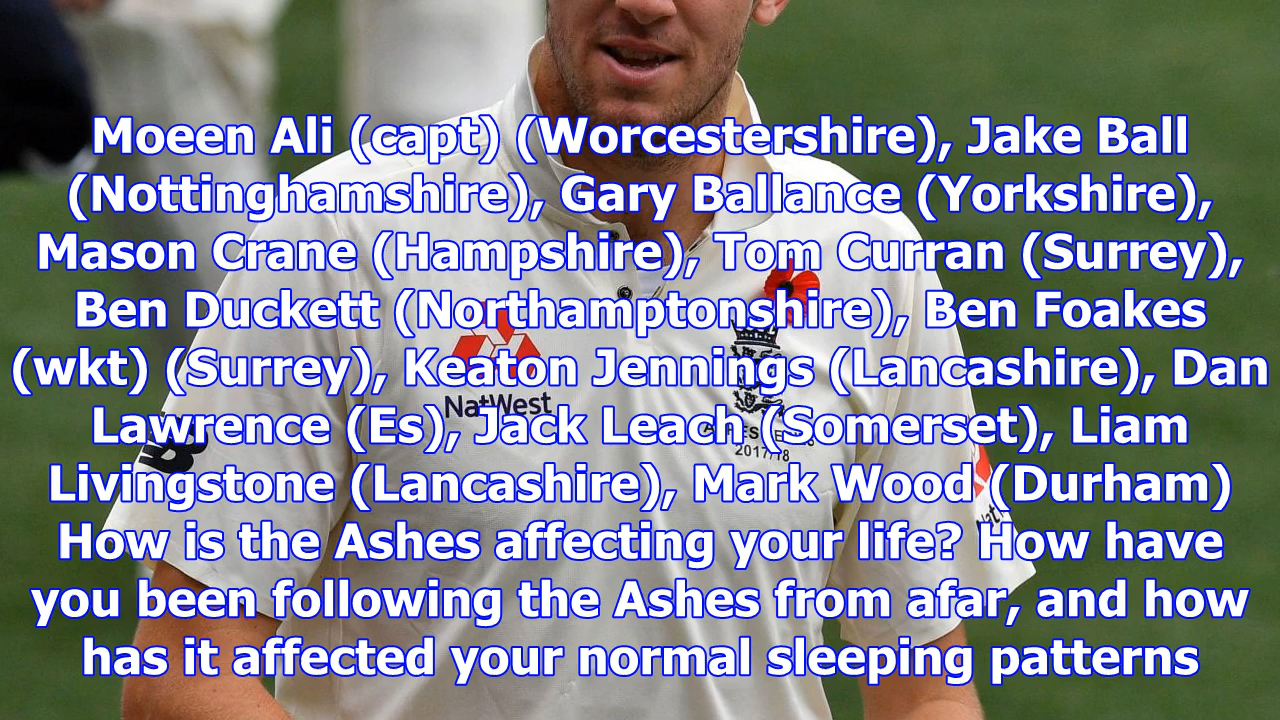 Moeen Ali (capt) (Worcestershire), Jake Ball
(Nottinghamshire), Gary Ballance (Yorkshire),
Mason Crane (Hampshire), Tom Curran (Surrey),
Ben Duckett (Northamptonshire), Ben Foakes
(wkt) (Surrey), Keaton Jennings (Lancashire), Dan
Lawrence (Es), Jack Leach (Somerset), Liam
Livingstone (Lancashire), Mark Wood (Durham)
How is the Ashes affecting your life? How have
you been following the Ashes from afar, and how
has it affected your normal sleeping patterns
NatWest
2017/18